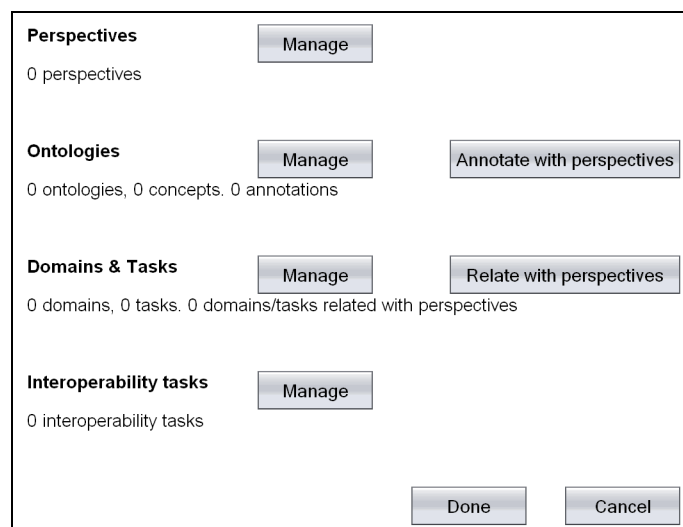 Perspectives Manage
0 perspectives
Ontologies Manage Annotate with perspectives
0 ontologies, 0 concepts. 0 annotations
Domains & Tasks Manage Relate with perspectives
0 domains, 0 tasks. 0 domains/tasks related with perspectives
Interoperability tasks Manage
0 interoperability tasks
Done Cancel